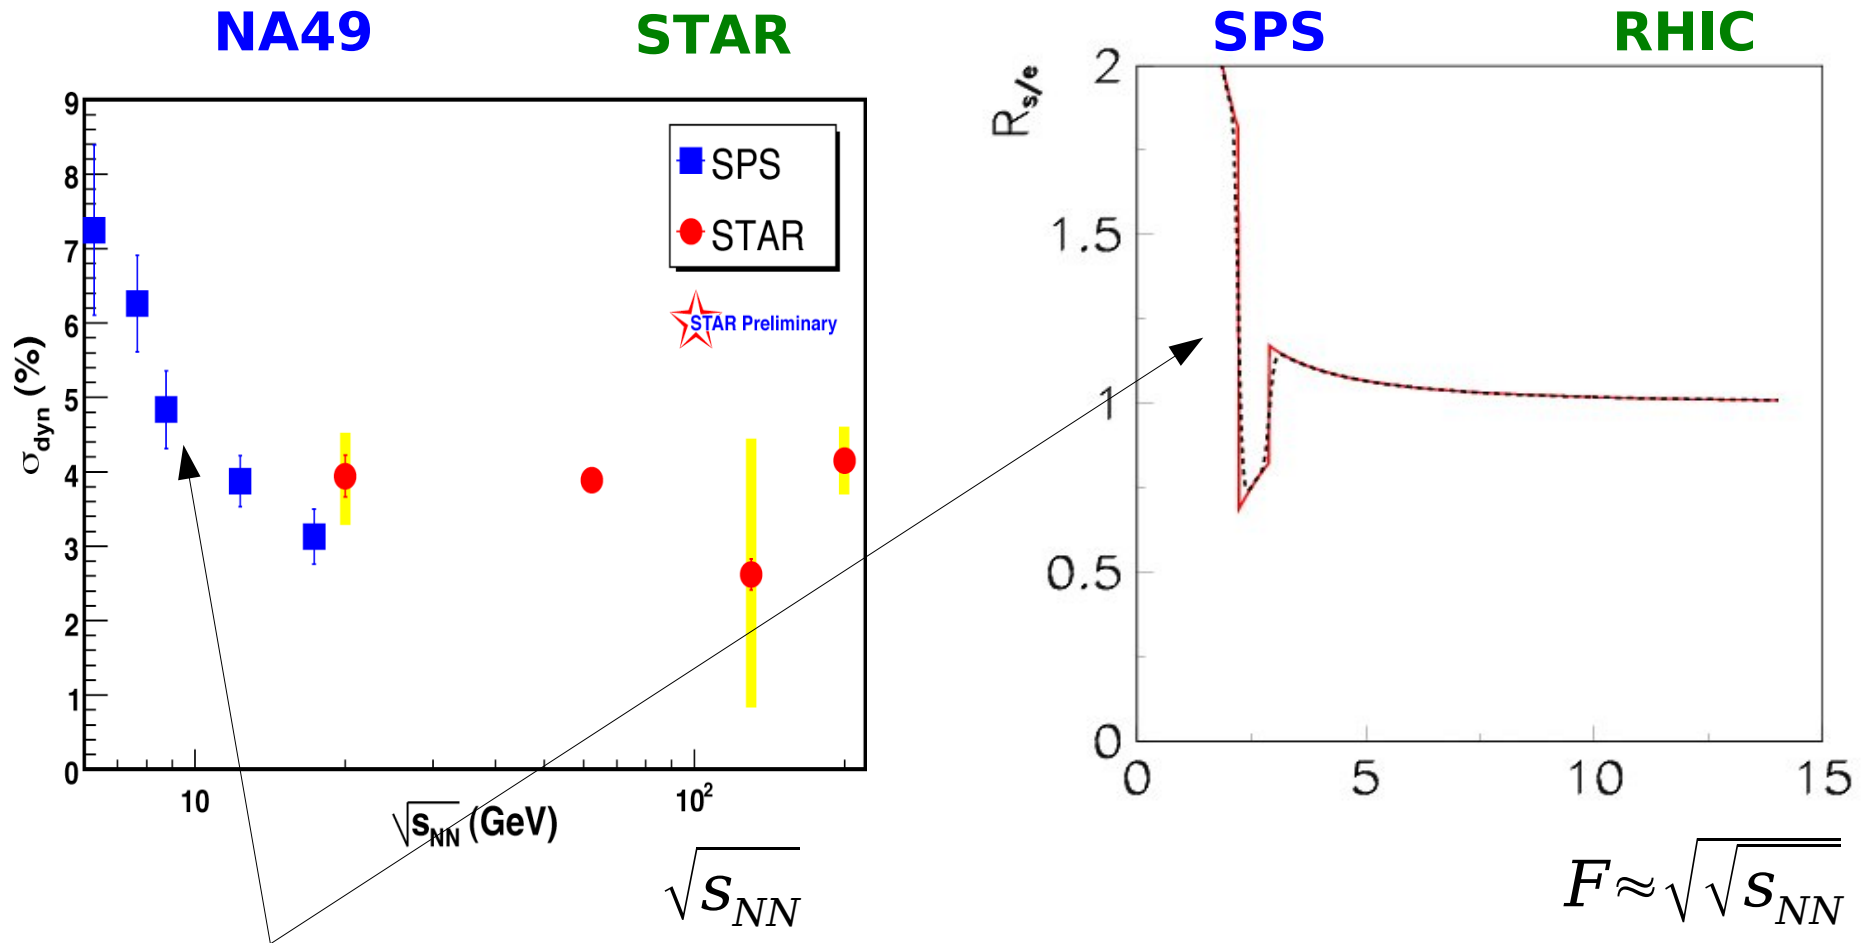 NA49 STAR SPS RHIC
9
8
7
6
5
4
3
2
1
0
σdyn (%)
SPS
STAR
STAR Preliminary
10 10²
√sNN (GeV)
√sNN
Rs/e
2
1.5
1
0.5
0
0 5 10 15
F≈√√sNN